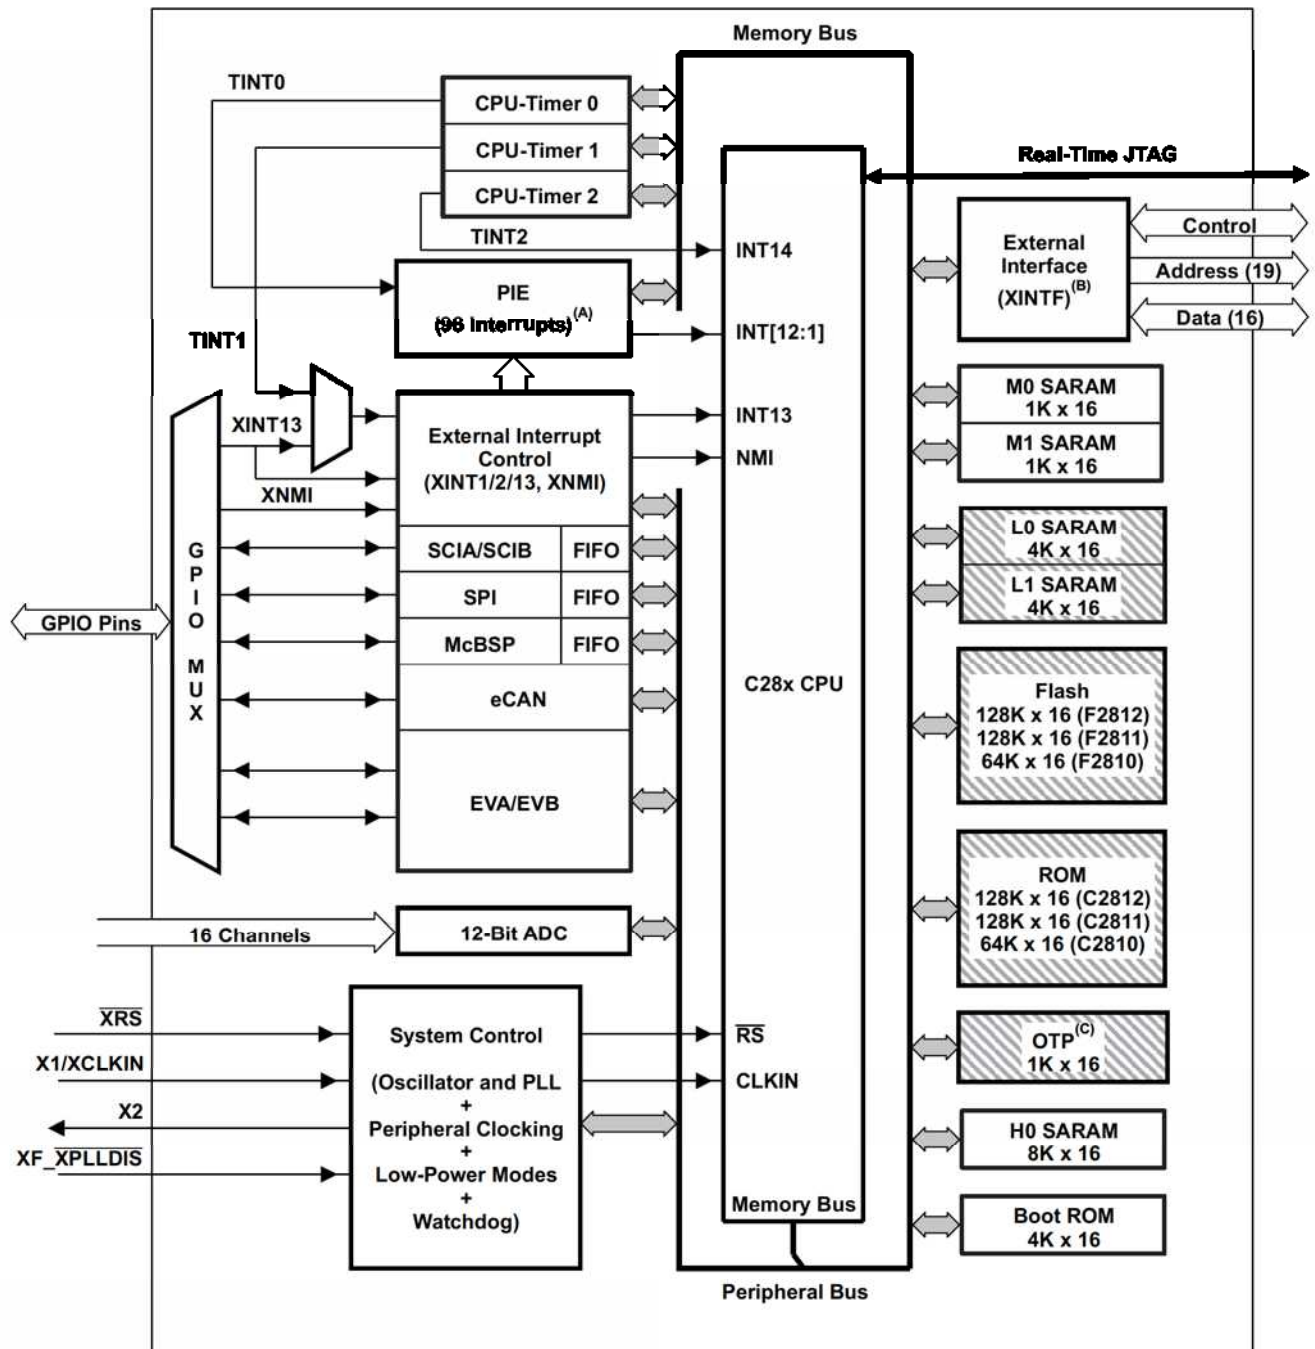 Memory Bus
TINT0
CPU-Timer 0
CPU-Timer 1
CPU-Timer 2
Real-Time JTAG
TINT2
INT14
External
Interface
(XINTF)(B)
Control
Address (19)
Data (16)
PIE
(96 Interrupts)(A)
INT[12:1]
TINT1
XINT13
External Interrupt
Control
(XINT1/2/13, XNMI)
INT13
NMI
XNMI
M0 SARAM
1K x 16
M1 SARAM
1K x 16
L0 SARAM
4K x 16
L1 SARAM
4K x 16
GPIO MUX
GPIO Pins
SCIA/SCIB
FIFO
SPI
FIFO
McBSP
FIFO
eCAN
EVA/EVB
C28x CPU
Flash
128K x 16 (F2812)
128K x 16 (F2811)
64K x 16 (F2810)
ROM
128K x 16 (C2812)
128K x 16 (C2811)
64K x 16 (C2810)
16 Channels
12-Bit ADC
XRS
X1/XCLKIN
X2
XF_XPLLDIS
System Control
(Oscillator and PLL
+
Peripheral Clocking
+
Low-Power Modes
+
Watchdog)
RS
CLKIN
OTP(C)
1K x 16
H0 SARAM
8K x 16
Boot ROM
4K x 16
Memory Bus
Peripheral Bus